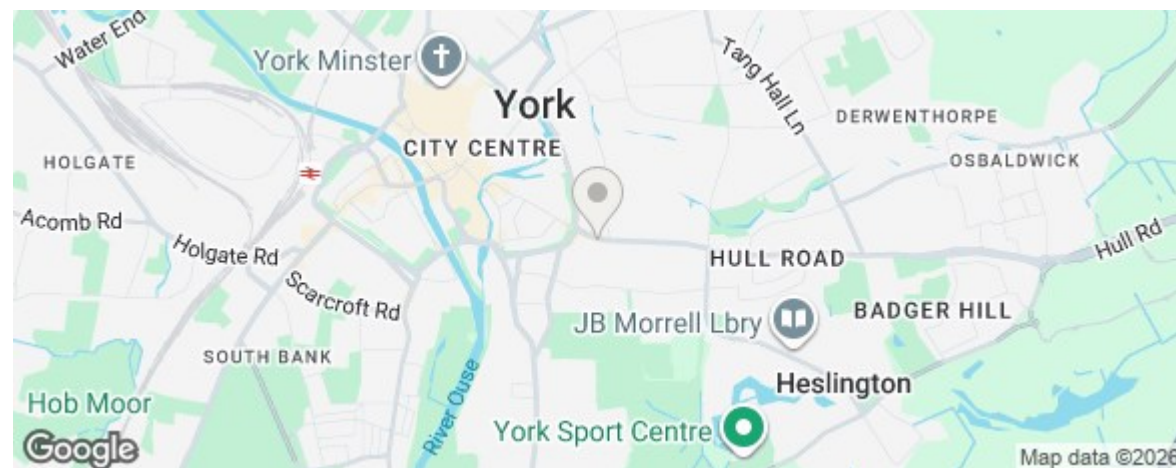 Water End
York Minster
York
Tang Hall Ln
DERWENTHORPE
HOLGATE
CITY CENTRE
OSBALDWICK
Acomb Rd
Holgate Rd
Scarcroft Rd
HULL ROAD
Hull Rd
JB Morrell Lbry
BADGER HILL
SOUTH BANK
River Ouse
Heslington
Hob Moor
York Sport Centre
Google
Map data ©2026